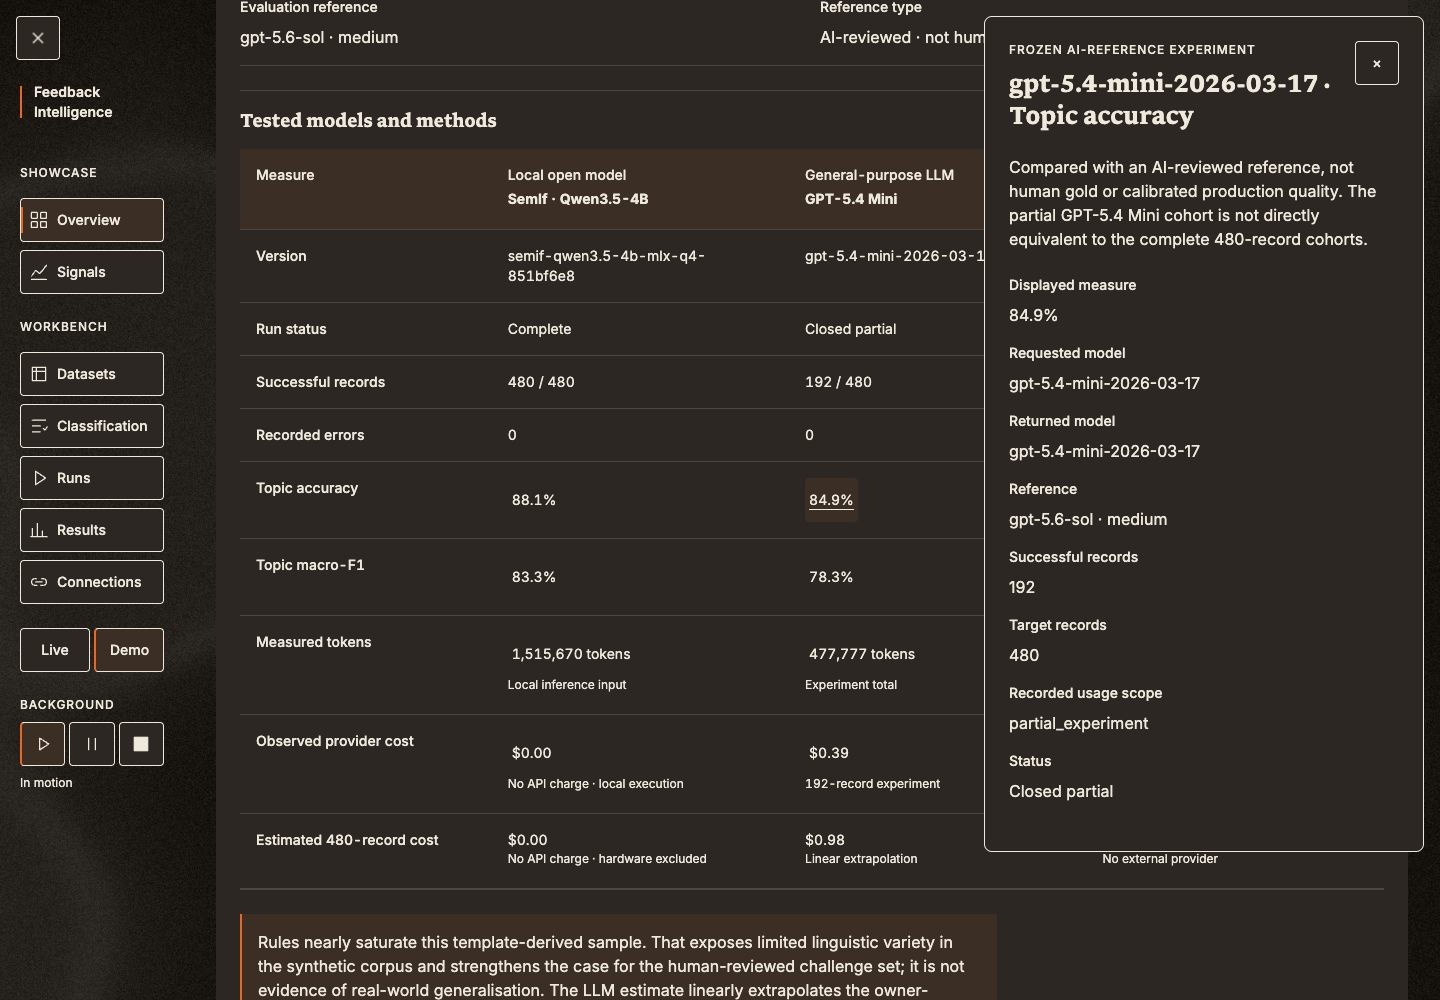 Feedback
Intelligence
SHOWCASE
Overview
Signals
WORKBENCH
Datasets
Classification
Runs
Results
Connections
Live
Demo
BACKGROUND
In motion
Evaluation reference
gpt-5.6-sol · medium
Reference type
AI-reviewed · not hum
Tested models and methods
Measure
Local open model
SemIf · Qwen3.5-4B
General-purpose LLM
GPT-5.4 Mini
Version
semif-qwen3.5-4b-mlx-q4-
851bf6e8
gpt-5.4-mini-2026-03-1
Run status
Complete
Closed partial
Successful records
480 / 480
192 / 480
Recorded errors
0
0
Topic accuracy
88.1%
84.9%
Topic macro-F1
83.3%
78.3%
Measured tokens
1,515,670 tokens
Local inference input
477,777 tokens
Experiment total
Observed provider cost
$0.00
No API charge · local execution
$0.39
192-record experiment
Estimated 480-record cost
$0.00
No API charge · hardware excluded
$0.98
Linear extrapolation
No external provider
Rules nearly saturate this template-derived sample. That exposes limited linguistic variety in
the synthetic corpus and strengthens the case for the human-reviewed challenge set; it is not
evidence of real-world generalisation. The LLM estimate linearly extrapolates the owner-
FROZEN AI-REFERENCE EXPERIMENT
gpt-5.4-mini-2026-03-17 ·
Topic accuracy
Compared with an AI-reviewed reference, not
human gold or calibrated production quality. The
partial GPT-5.4 Mini cohort is not directly
equivalent to the complete 480-record cohorts.
Displayed measure
84.9%
Requested model
gpt-5.4-mini-2026-03-17
Returned model
gpt-5.4-mini-2026-03-17
Reference
gpt-5.6-sol · medium
Successful records
192
Target records
480
Recorded usage scope
partial_experiment
Status
Closed partial